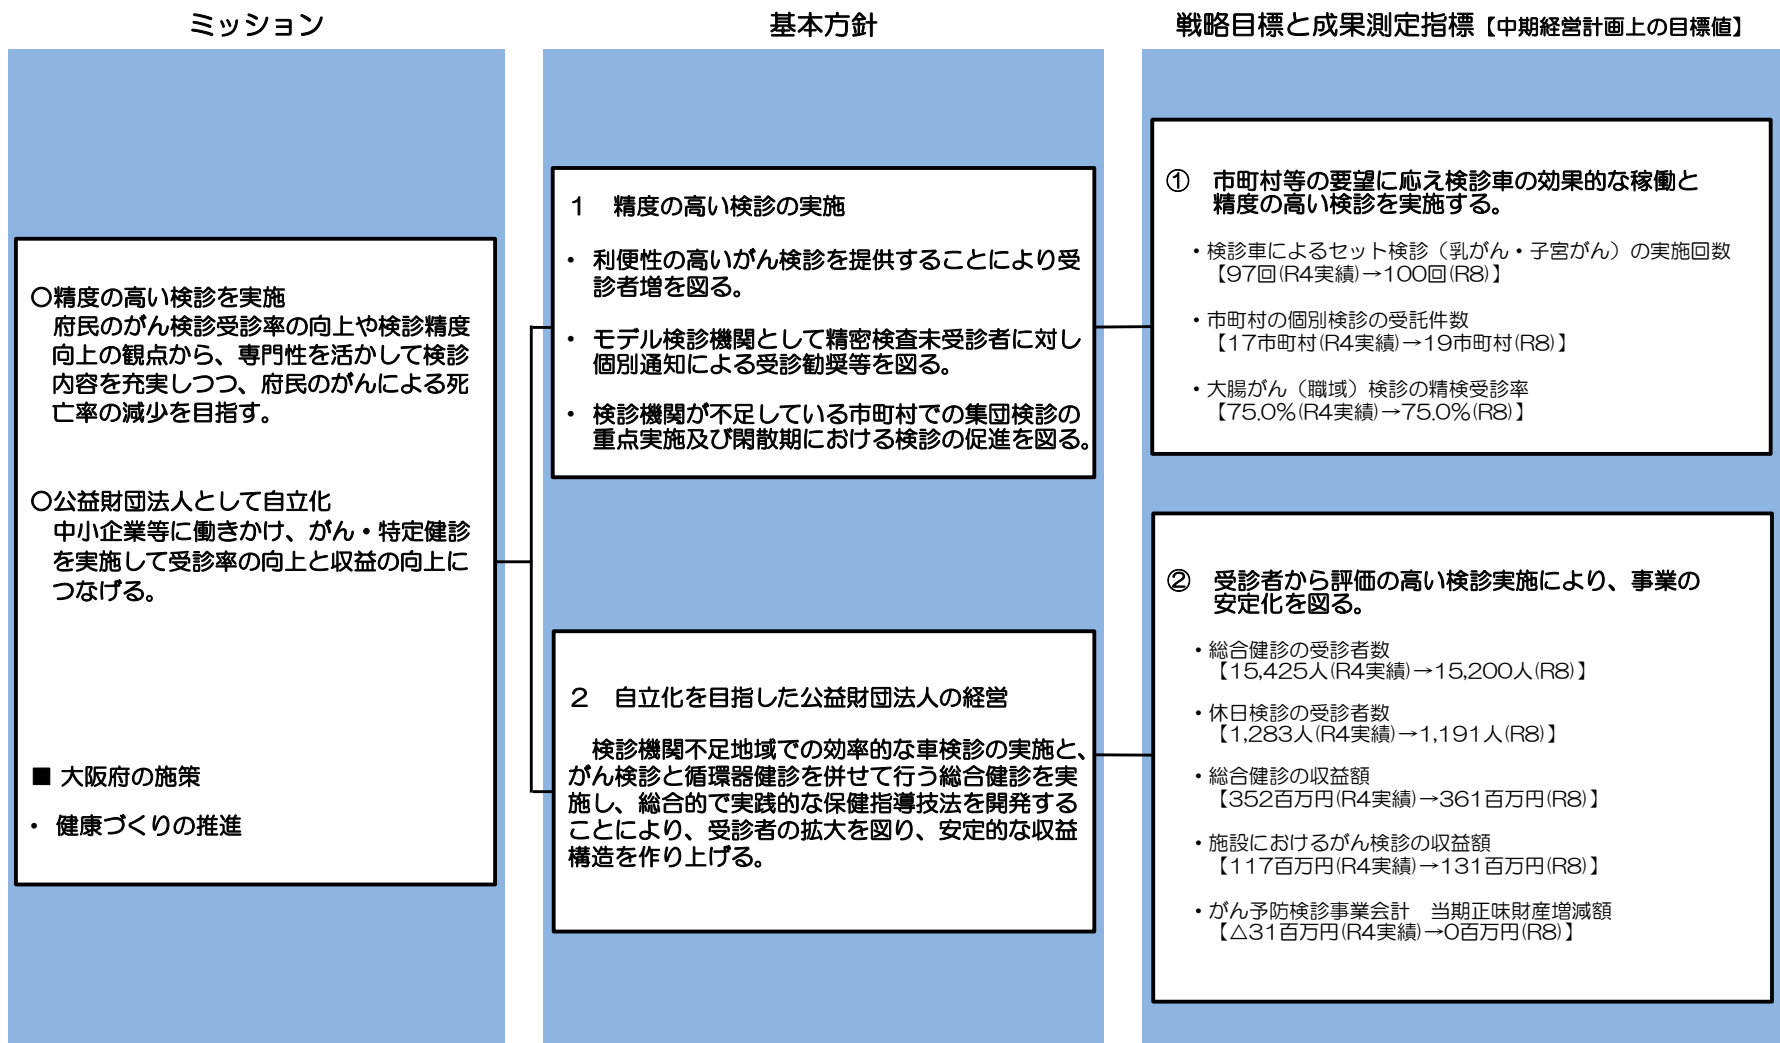 ミッション
○精度の高い検診を実施
府民のがん検診受診率の向上や検診精度
向上の観点から、専門性を活かして検診
内容を充実しつつ、府民のがんによる死
亡率の減少を目指す。
○公益財団法人として自立化
中小企業等に働きかけ、がん・特定健診
を実施して受診率の向上と収益の向上に
つなげる。
■ 大阪府の施策
・ 健康づくりの推進
基本方針
1 精度の高い検診の実施
・ 利便性の高いがん検診を提供することにより受
診者増を図る。
・ モデル検診機関として精密検査未受診者に対し
個別通知による受診勧奨等を図る。
・ 検診機関が不足している市町村での集団検診の
重点実施及び閑散期における検診の促進を図る。
2 自立化を目指した公益財団法人の経営
検診機関不足地域での効率的な車検診の実施と、
がん検診と循環器健診を併せて行う総合健診を実
施し、総合的で実践的な保健指導技法を開発する
ことにより、受診者の拡大を図り、安定的な収益
構造を作り上げる。
戦略目標と成果測定指標【中期経営計画上の目標値】
① 市町村等の要望に応え検診車の効果的な稼働と
精度の高い検診を実施する。
・検診車によるセット検診（乳がん・子宮がん）の実施回数
【97回(R4実績)→100回(R8)】
・市町村の個別検診の受託件数
【17市町村(R4実績)→19市町村(R8)】
・大腸がん（職域）検診の精検受診率
【75.0%(R4実績)→75.0%(R8)】
② 受診者から評価の高い検診実施により、事業の
安定化を図る。
・総合健診の受診者数
【15,425人(R4実績)→15,200人(R8)】
・休日検診の受診者数
【1,283人(R4実績)→1,191人(R8)】
・総合健診の収益額
【352百万円(R4実績)→361百万円(R8)】
・施設におけるがん検診の収益額
【117百万円(R4実績)→131百万円(R8)】
・がん予防検診事業会計 当期正味財産増減額
【△31百万円(R4実績)→0百万円(R8)】